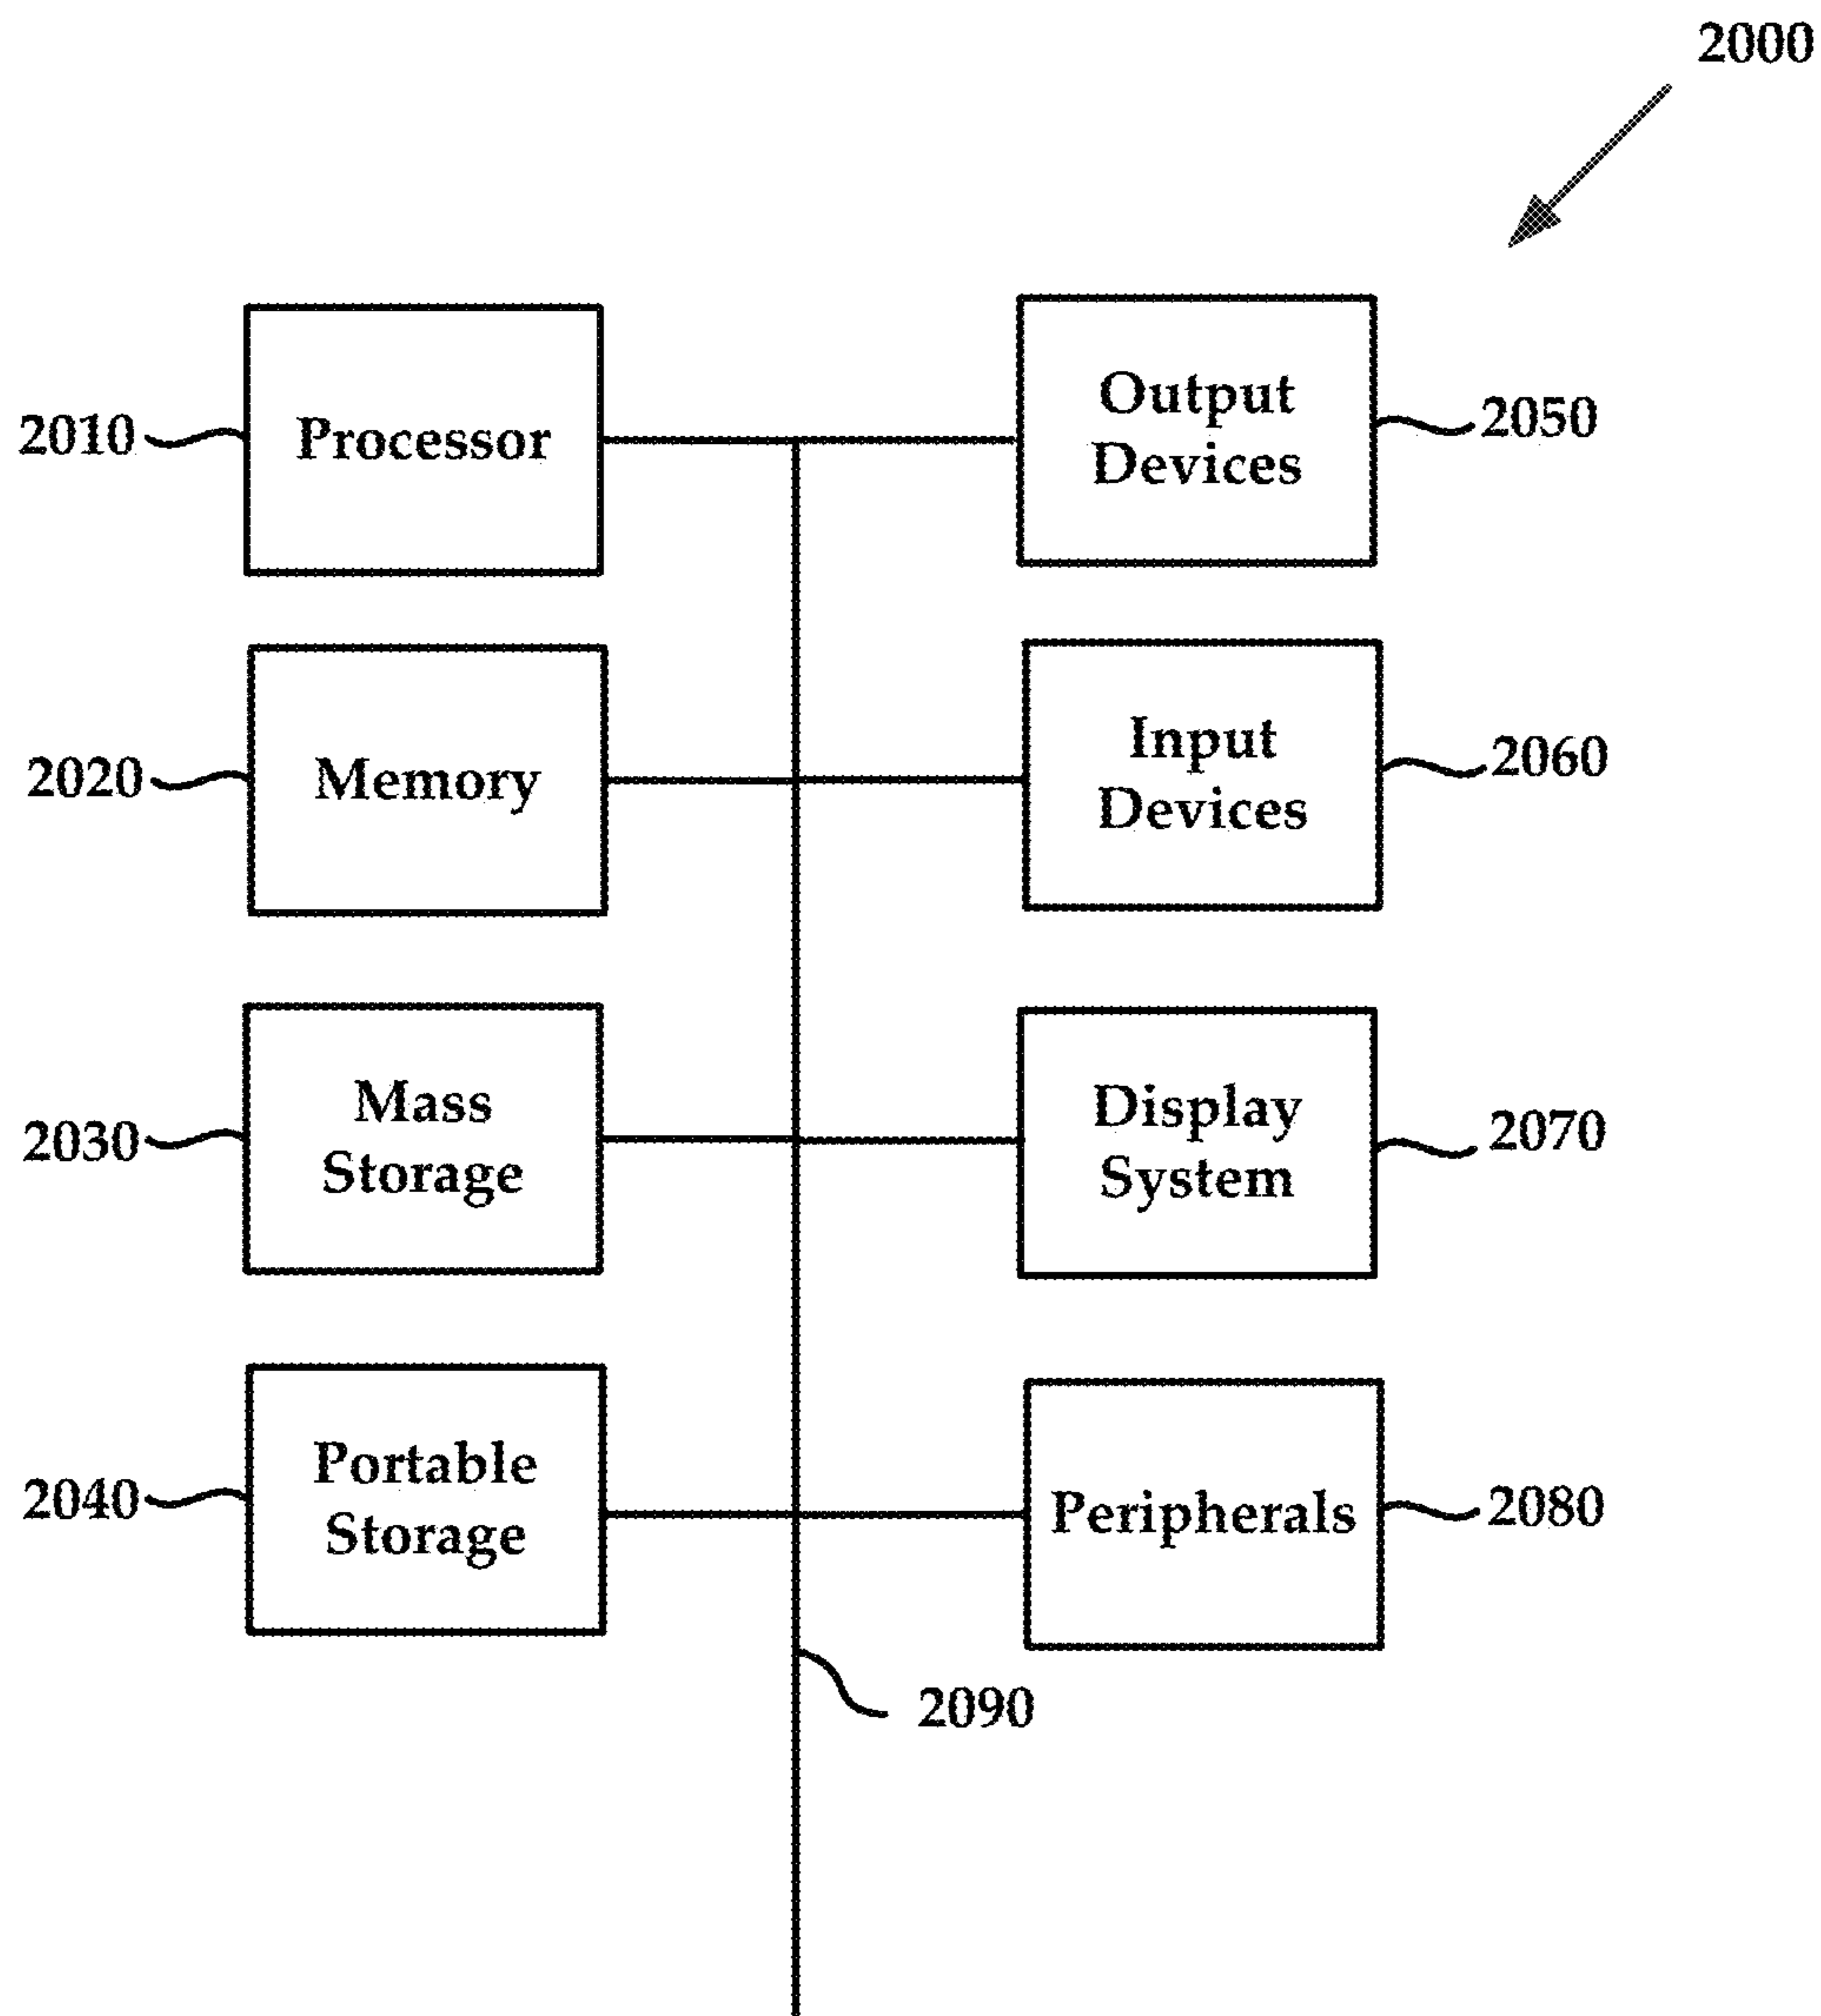 2000
2010
Processor
Output
Devices
2050
2020
Memory
Input
Devices
2060
2030
Mass
Storage
Display
System
2070
2040
Portable
Storage
Peripherals
2080
2090